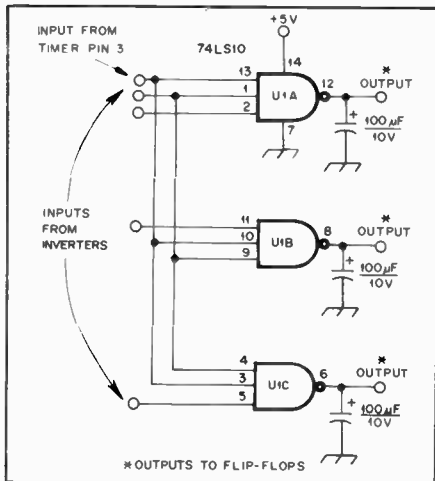 INPUT FROM
TIMER PIN 3
74LS10
+5V
13
14
1
2
U1A
12
*
OUTPUT
7
+
100µF
10V
INPUTS
FROM
INVERTERS
11
10
9
U1B
8
*
OUTPUT
+
100µF
10V
4
3
5
U1C
6
*
OUTPUT
+
100µF
10V
*OUTPUTS TO FLIP-FLOPS